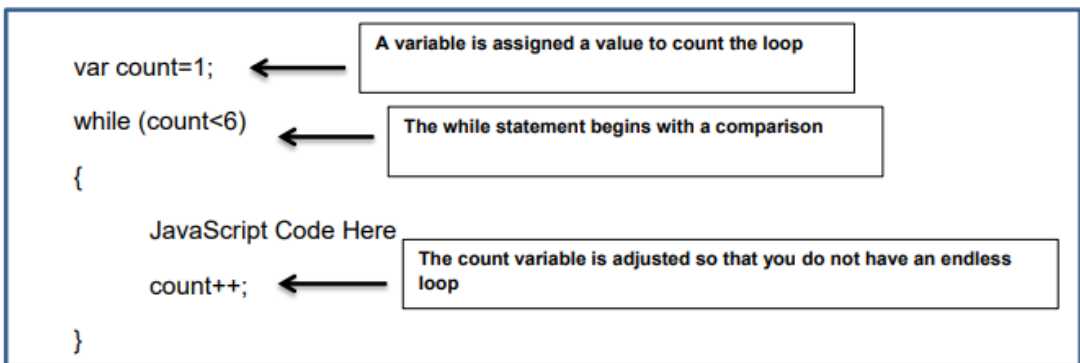 A variable is assigned a value to count the loop
var count=1;
while (count<6)
The while statement begins with a comparison
{
JavaScript Code Here
The count variable is adjusted so that you do not have an endless
loop
count++;
}